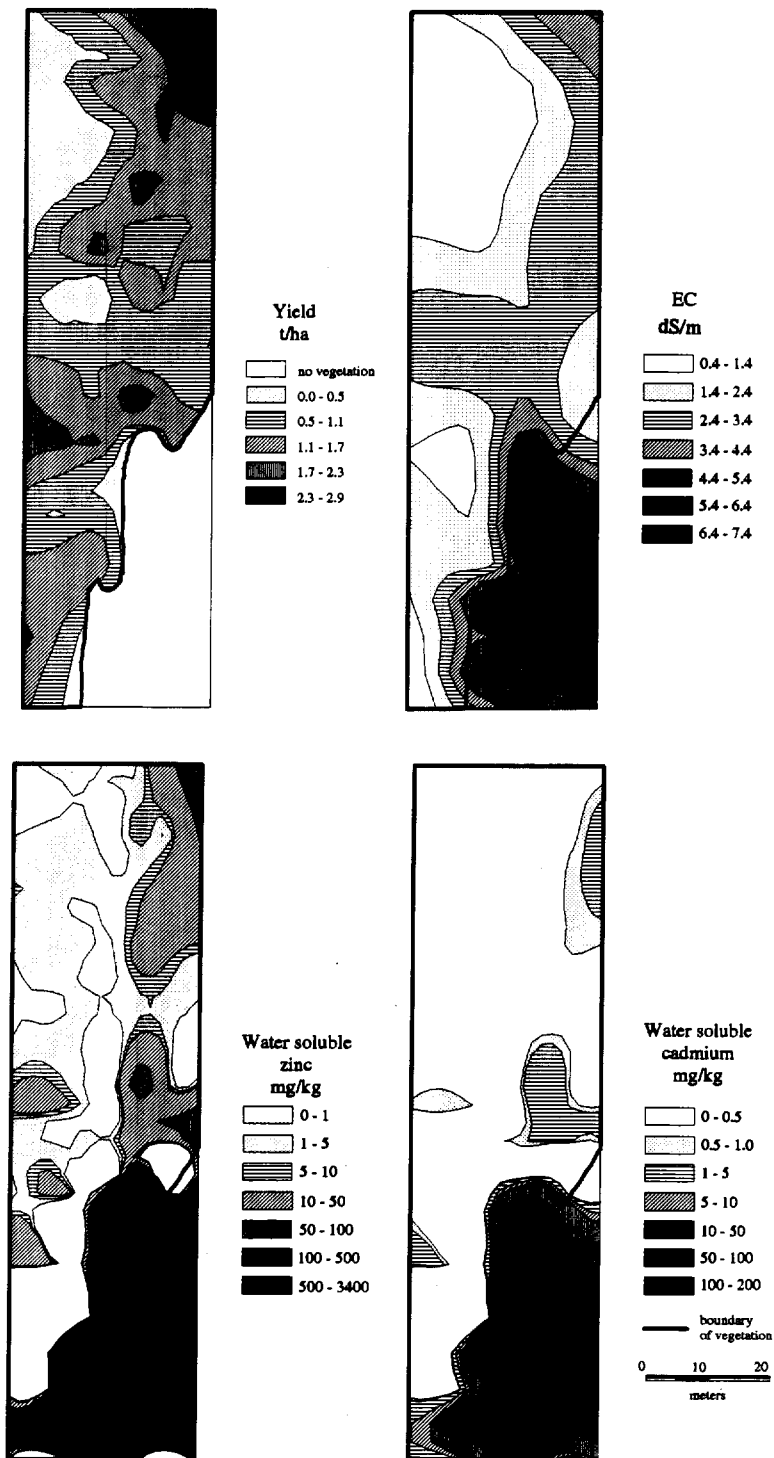 Yield
t/ha
no vegetation
0.0 - 0.5
0.5 - 1.1
1.1 - 1.7
1.7 - 2.3
2.3 - 2.9
EC
dS/m
0.4 - 1.4
1.4 - 2.4
2.4 - 3.4
3.4 - 4.4
4.4 - 5.4
5.4 - 6.4
6.4 - 7.4
Water soluble
zinc
mg/kg
0 - 1
1 - 5
5 - 10
10 - 50
50 - 100
100 - 500
500 - 3400
Water soluble
cadmium
mg/kg
0 - 0.5
0.5 - 1.0
1 - 5
5 - 10
10 - 50
50 - 100
100 - 200
boundary
of vegetation
0 10 20
meters